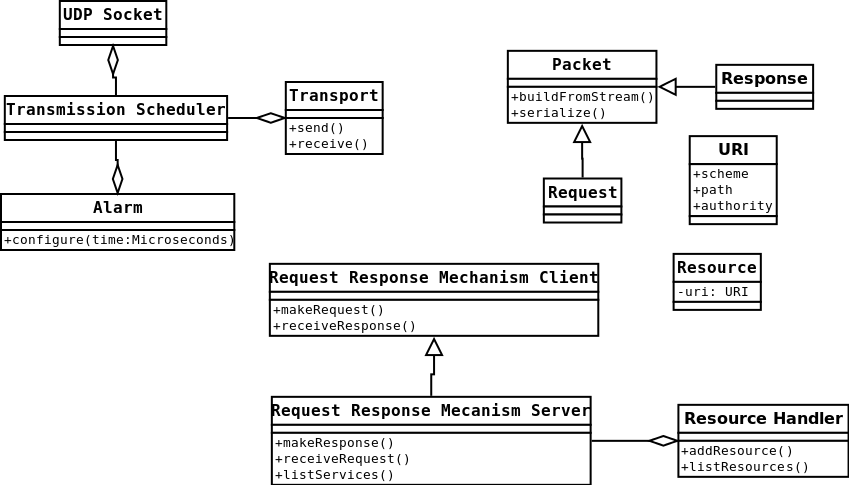 UDP Socket
Transmission Scheduler
Transport
+send()
+receive()
Alarm
+configure(time:Microseconds)
Packet
+buildFromStream()
+serialize()
Response
Request
URI
+scheme
+path
+authority
Resource
-uri: URI
Request Response Mechanism Client
+makeRequest()
+receiveResponse()
Request Response Mecanism Server
+makeResponse()
+receiveRequest()
+listServices()
Resource Handler
+addResource()
+listResources()